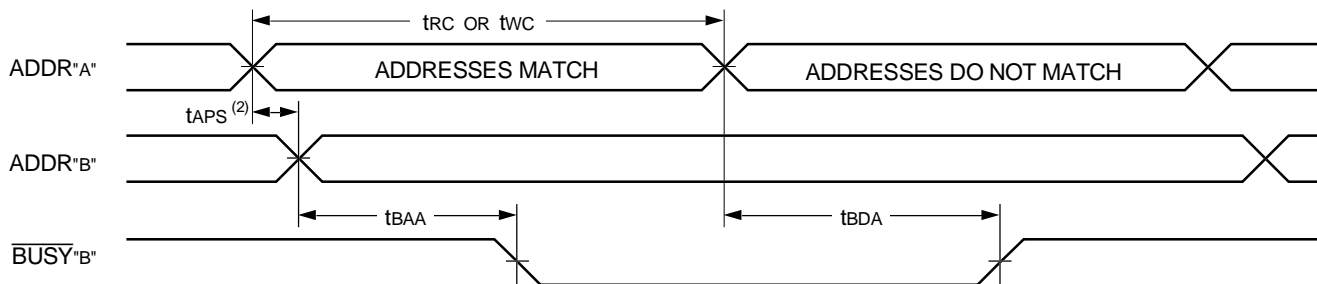 tRC OR tWC
ADDR"A" ADDRESSES MATCH ADDRESSES DO NOT MATCH
tAPS (2)
ADDR"B"
tBAA tBDA
BUSY"B"